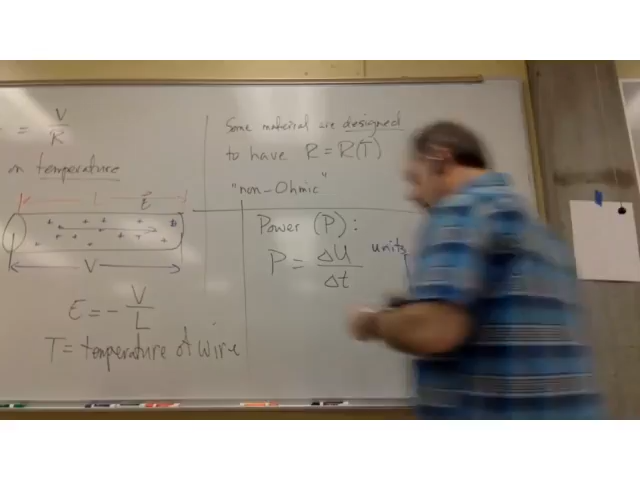 = V/R
on temperature
L
E
V
E = - V/L
T = temperature of wire
Some material are designed
to have R = R(T)
"non-Ohmic"
Power (P):
P = ΔU/Δt units